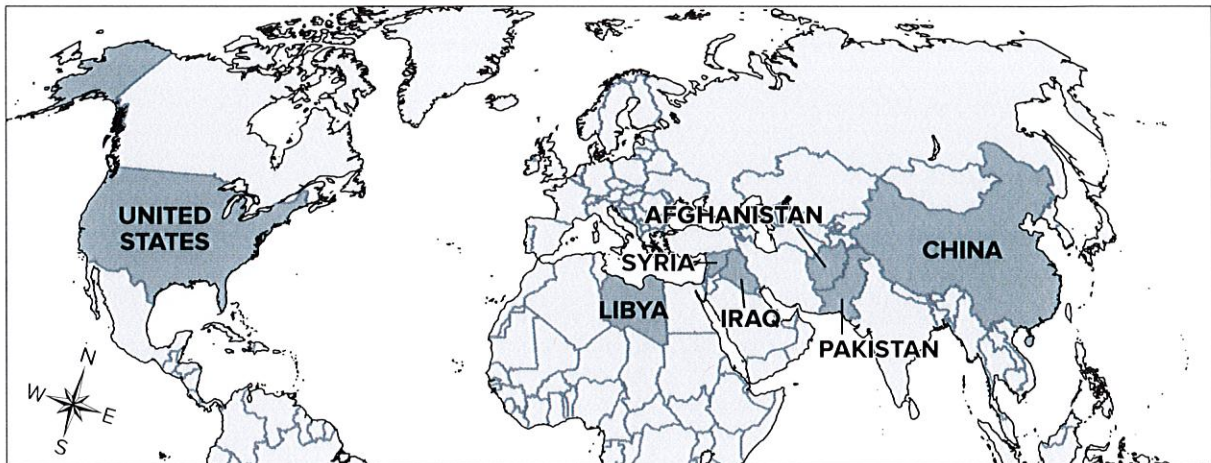 UNITED
STATES
AFGHANISTAN
CHINA
SYRIA
LIBYA
IRAQ
PAKISTAN
N
W
E
S